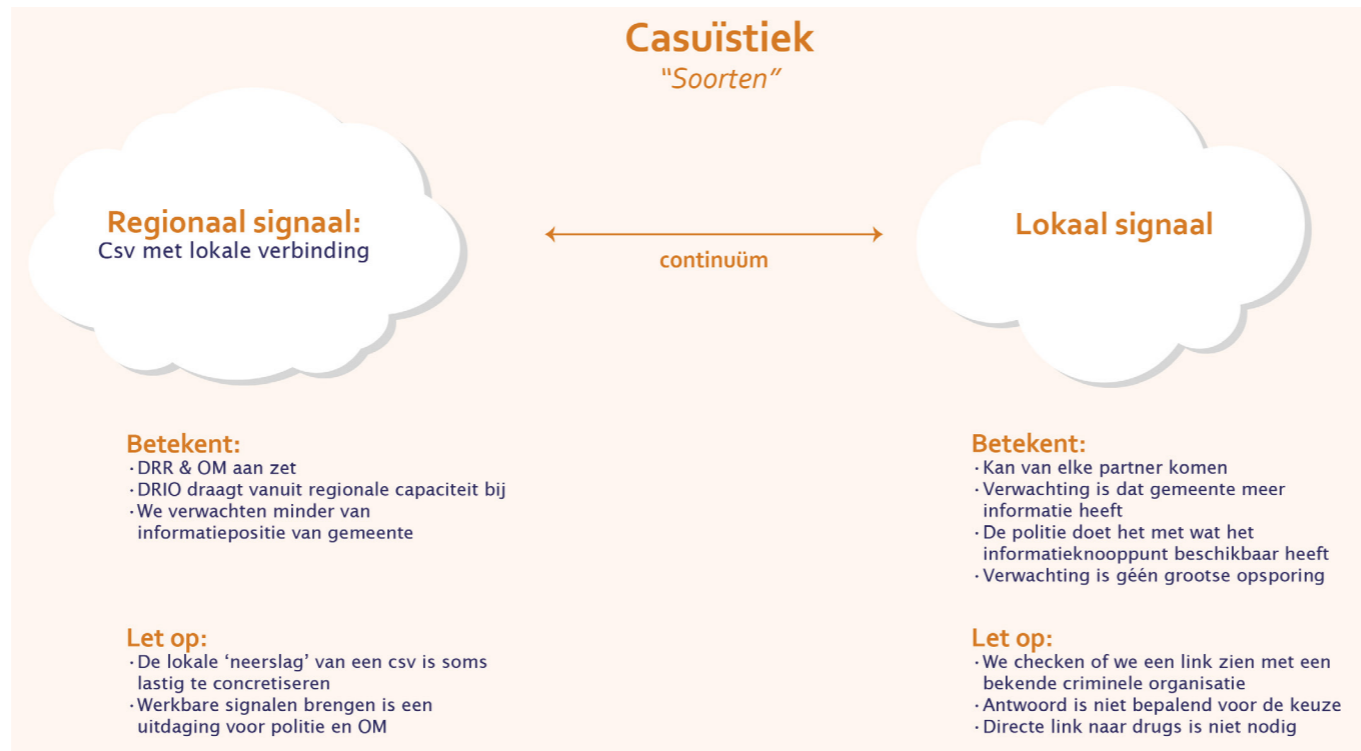 Casuïstiek
"Soorten"
Regionaal signaal:
Csv met lokale verbinding
continuüm
Lokaal signaal
Betekent:
· DRR & OM aan zet
· DRIO draagt vanuit regionale capaciteit bij
· We verwachten minder van
informatiepositie van gemeente
Let op:
· De lokale ‘neerslag’ van een csv is soms
lastig te concretiseren
· Werkbare signalen brengen is een
uitdaging voor politie en OM
Betekent:
· Kan van elke partner komen
· Verwachting is dat gemeente meer
informatie heeft
· De politie doet het met wat het
informatieknooppunt beschikbaar heeft
· Verwachting is géén grootse opsporing
Let op:
· We checken of we een link zien met een
bekende criminele organisatie
· Antwoord is niet bepalend voor de keuze
· Directe link naar drugs is niet nodig